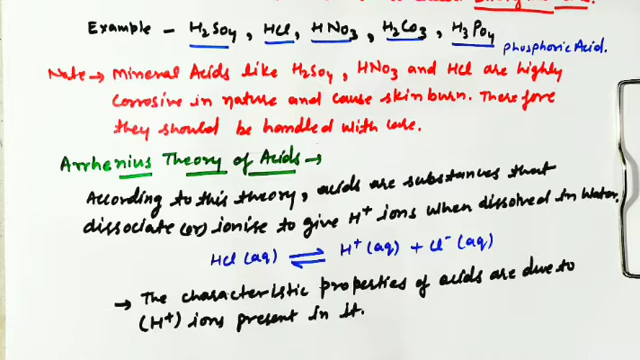 Example – H2SO4, HCl, HNO3, H2CO3, H3PO4
phosphoric Acid.
Note → Mineral Acids like H2SO4, HNO3 and HCl are highly
corrosive in nature and cause skin burn. Therefore
they should be handled with care.
Arrhenius Theory of Acids →
According to this theory, acids are substances that
dissociate (or) ionise to give H+ ions when dissolved in water.
HCl (aq) ⇌ H+ (aq) + Cl- (aq)
→ The characteristic properties of acids are due to
(H+) ions present in it.